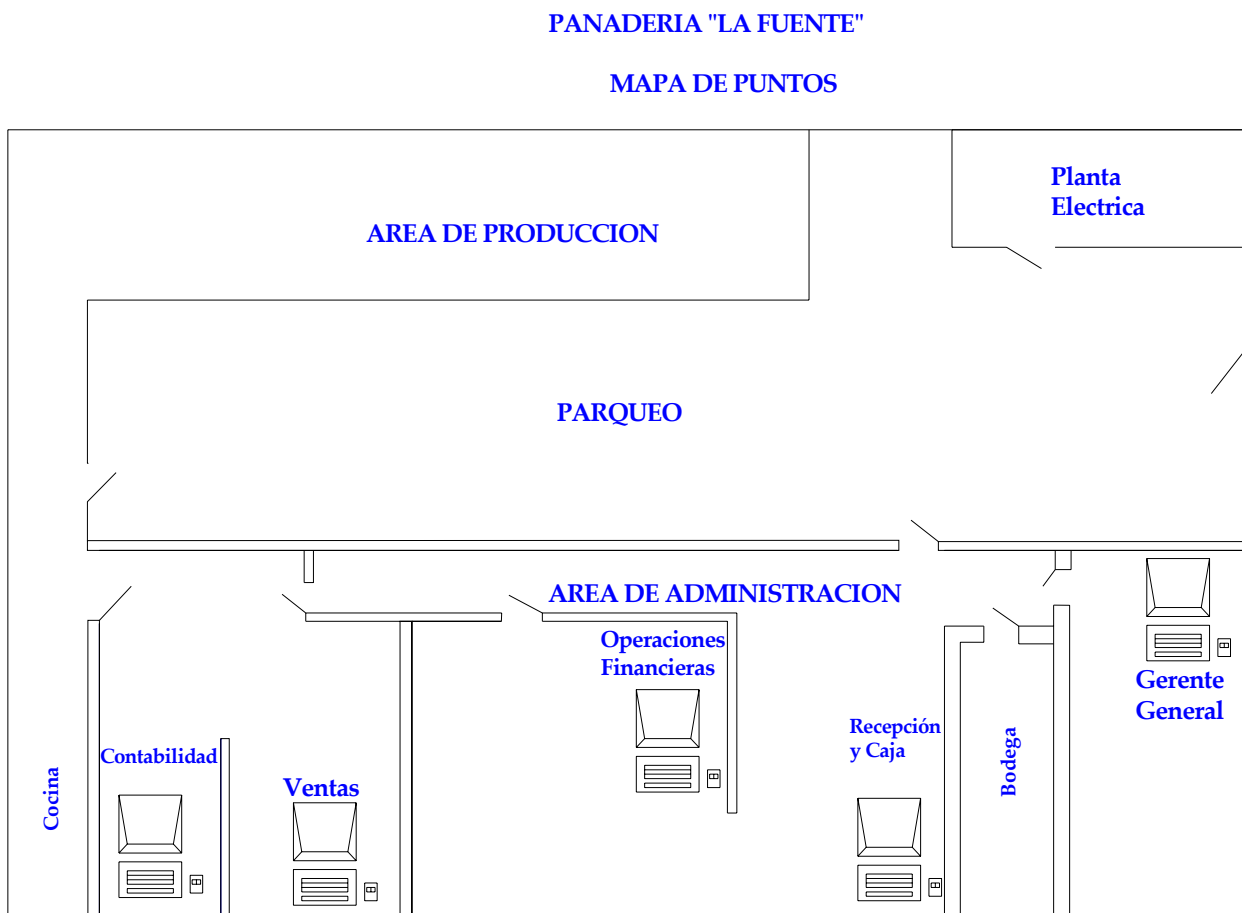 PANADERIA "LA FUENTE"
MAPA DE PUNTOS
Planta
Electrica
AREA DE PRODUCCION
PARQUEO
AREA DE ADMINISTRACION
Operaciones
Financieras
Gerente
General
Recepción
y Caja
Bodega
Contabilidad
Ventas
Cocina